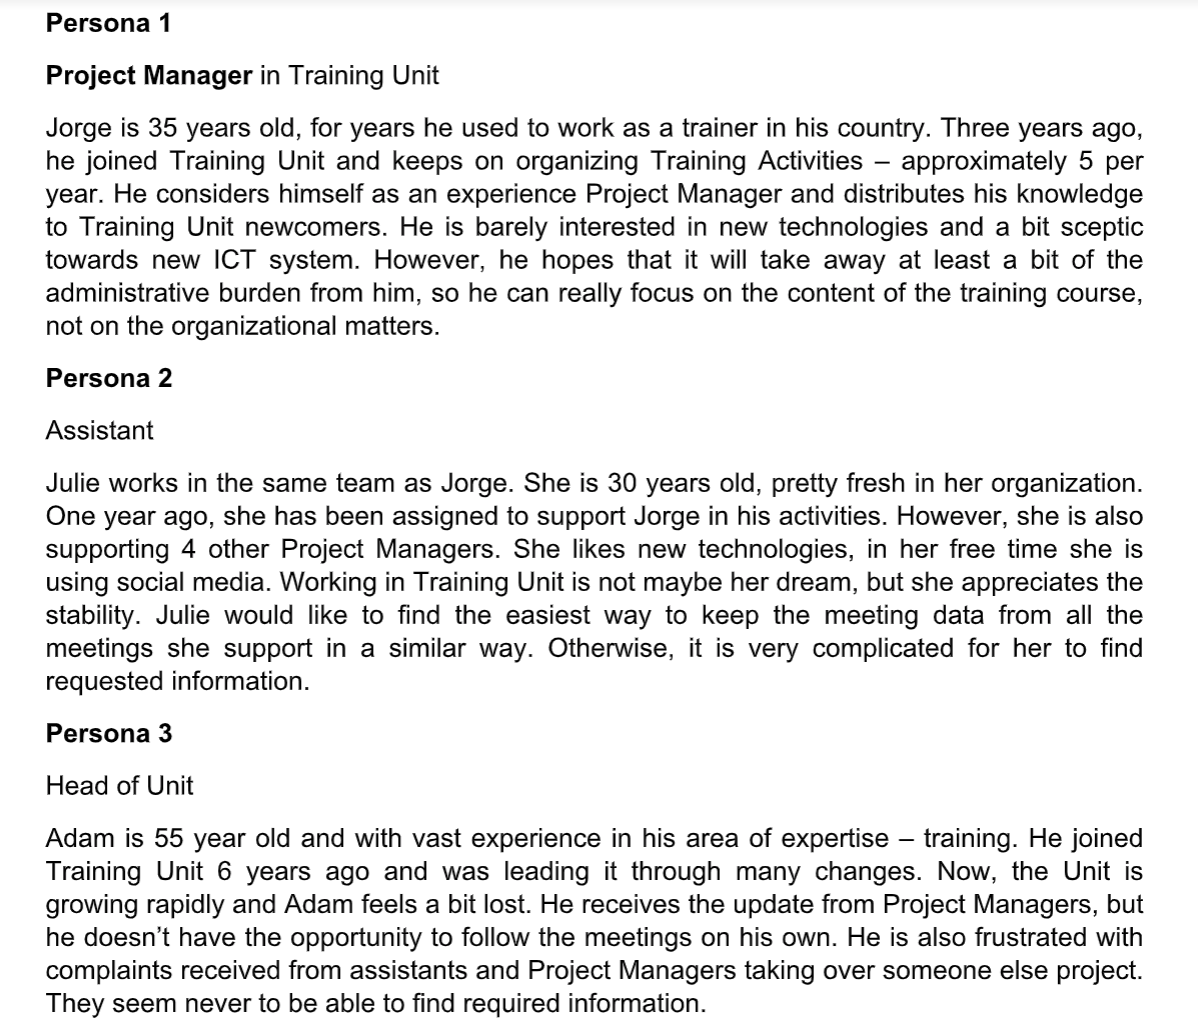 Persona 1
Project Manager in Training Unit
Jorge is 35 years old, for years he used to work as a trainer in his country. Three years ago,
he joined Training Unit and keeps on organizing Training Activities – approximately 5 per
year. He considers himself as an experience Project Manager and distributes his knowledge
to Training Unit newcomers. He is barely interested in new technologies and a bit sceptic
towards new ICT system. However, he hopes that it will take away at least a bit of the
administrative burden from him, so he can really focus on the content of the training course,
not on the organizational matters.
Persona 2
Assistant
Julie works in the same team as Jorge. She is 30 years old, pretty fresh in her organization.
One year ago, she has been assigned to support Jorge in his activities. However, she is also
supporting 4 other Project Managers. She likes new technologies, in her free time she is
using social media. Working in Training Unit is not maybe her dream, but she appreciates the
stability. Julie would like to find the easiest way to keep the meeting data from all the
meetings she support in a similar way. Otherwise, it is very complicated for her to find
requested information.
Persona 3
Head of Unit
Adam is 55 year old and with vast experience in his area of expertise – training. He joined
Training Unit 6 years ago and was leading it through many changes. Now, the Unit is
growing rapidly and Adam feels a bit lost. He receives the update from Project Managers, but
he doesn’t have the opportunity to follow the meetings on his own. He is also frustrated with
complaints received from assistants and Project Managers taking over someone else project.
They seem never to be able to find required information.